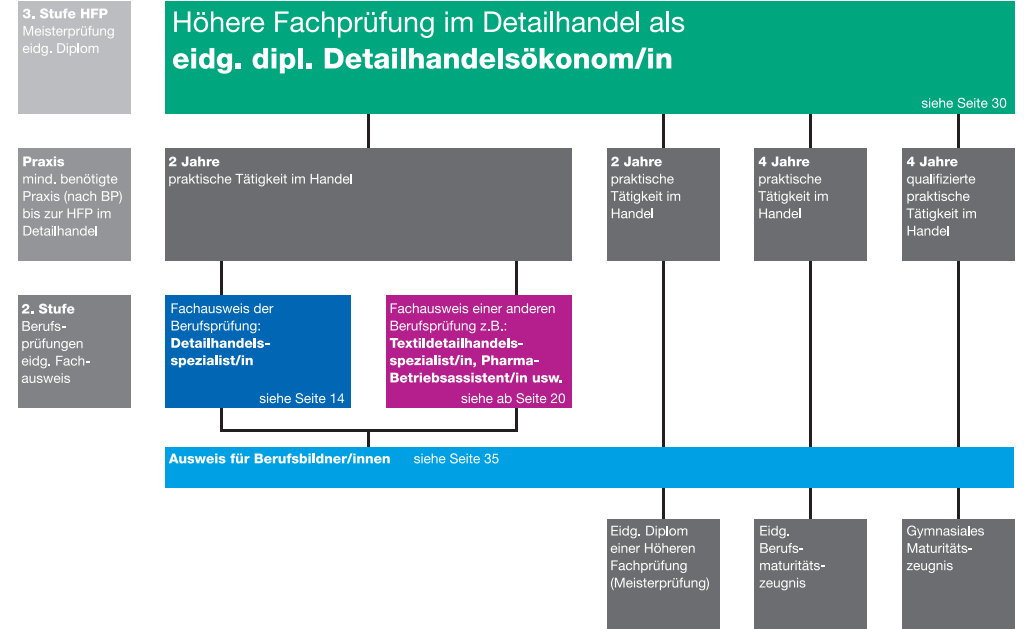 3. Stufe HFP
Meisterprüfung
eidg. Diplom
Höhere Fachprüfung im Detailhandel als
eidg. dipl. Detailhandelsökonom/in
siehe Seite 30
Praxis
mind. benötigte
Praxis (nach BP)
bis zur HFP im
Detailhandel
2 Jahre
praktische Tätigkeit im Handel
2 Jahre
praktische
Tätigkeit im
Handel
4 Jahre
praktische
Tätigkeit im
Handel
4 Jahre
qualifizierte
praktische
Tätigkeit im
Handel
2. Stufe
Berufs-
prüfungen
eidg. Fach-
ausweis
Fachausweis der
Berufsprüfung:
Detailhandels-
spezialist/in
siehe Seite 14
Fachausweis einer anderen
Berufsprüfung z.B.:
Textildetailhandels-
spezialist/in, Pharma-
Betriebsassistent/in usw.
siehe ab Seite 20
Ausweis für Berufsbildner/innen siehe Seite 35
Eidg. Diplom
einer Höheren
Fachprüfung
(Meisterprüfung)
Eidg.
Berufs-
maturitäts-
zeugnis
Gymnasiales
Maturitäts-
zeugnis